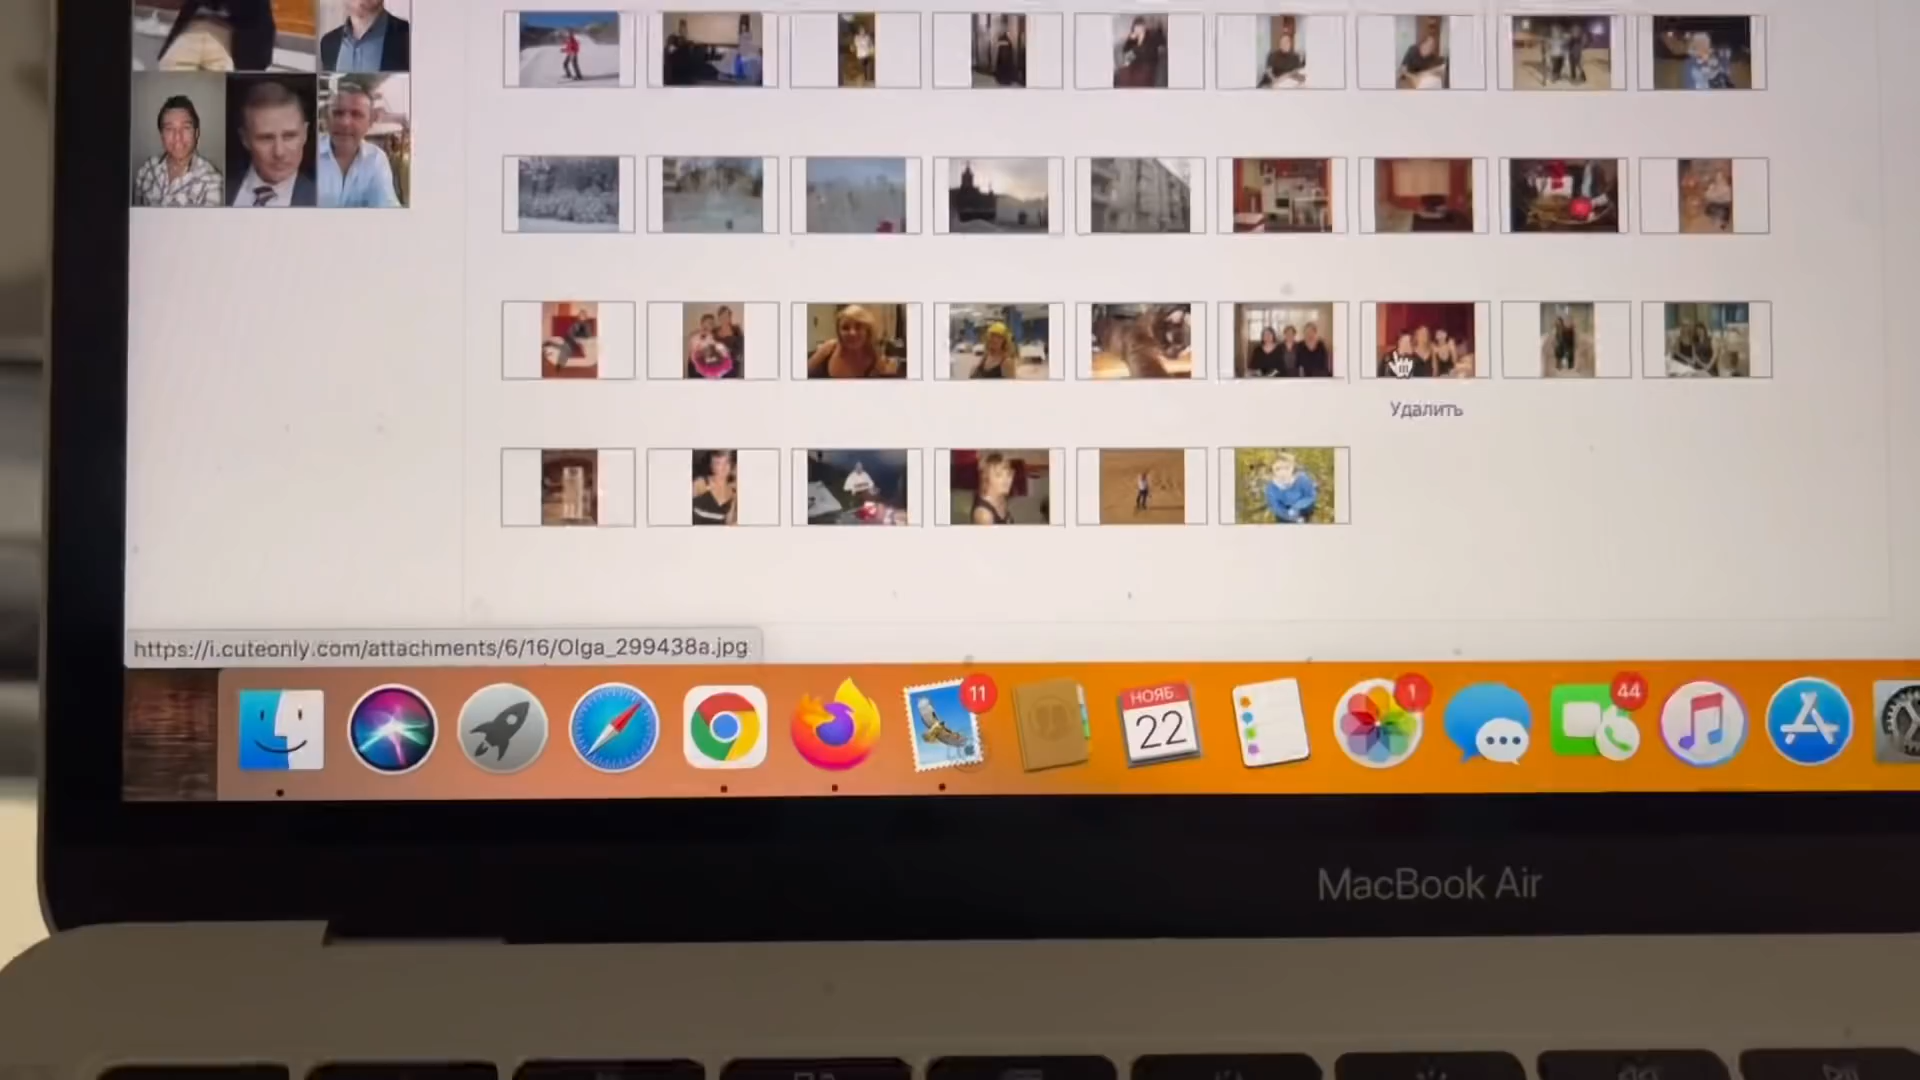 Удалить
https://i.cuteonly.com/attachments/6/16/Olga_299438a.jpg
11
НОЯБ.
22
1
44
MacBook Air